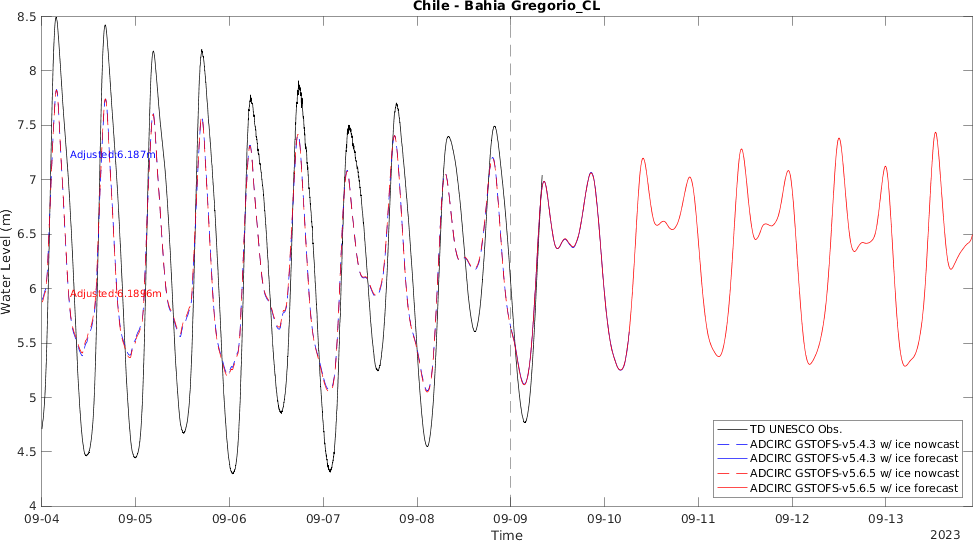 Chile - Bahia Gregorio_CL
Water Level (m)
8.5
8
7.5
7
6.5
6
5.5
5
4.5
4
Adjusted:6.187m
Adjusted:6.1896m
TD UNESCO Obs.
ADCIRC GSTOFS-v5.4.3 w/ ice nowcast
ADCIRC GSTOFS-v5.4.3 w/ ice forecast
ADCIRC GSTOFS-v5.6.5 w/ ice nowcast
ADCIRC GSTOFS-v5.6.5 w/ ice forecast
09-04 09-05 09-06 09-07 09-08 09-09 09-10 09-11 09-12 09-13
Time
2023